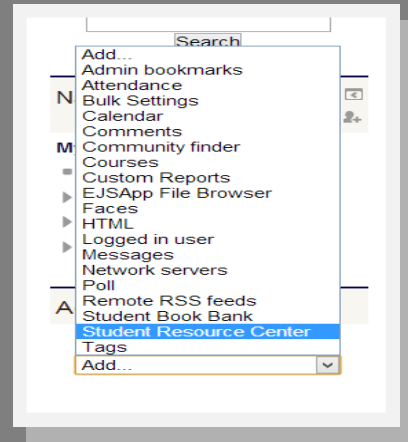 Search
Add...
Admin bookmarks
Attendance
Bulk Settings
Calendar
Comments
Community finder
Courses
Custom Reports
EJSApp File Browser
Faces
HTML
Logged in user
Messages
Network servers
Poll
Remote RSS feeds
Student Book Bank
Student Resource Center
Tags
Add...